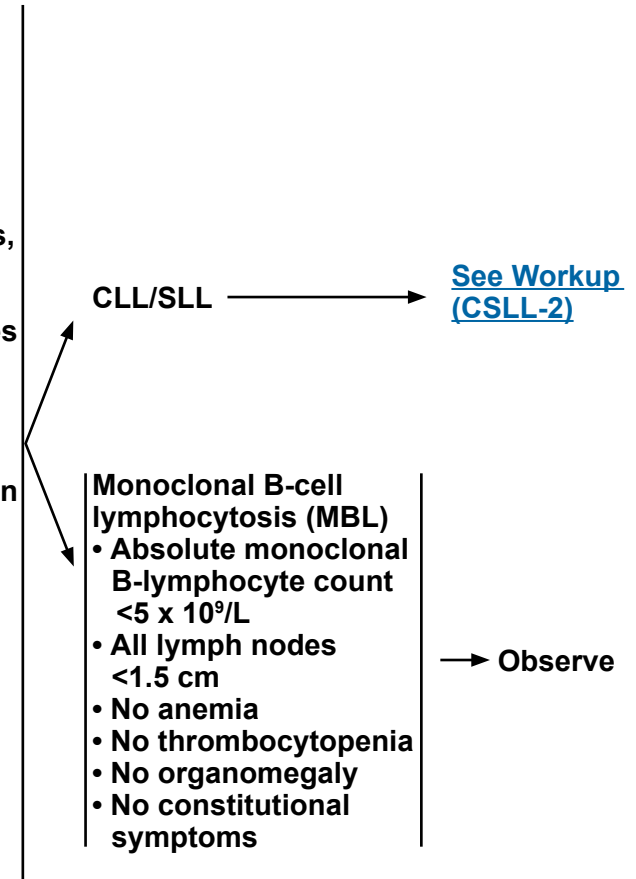 s,
CLL/SLL
See Workup
(CSLL-2)
s
n
Monoclonal B-cell
lymphocytosis (MBL)
• Absolute monoclonal
B-lymphocyte count
<5 x 10⁹/L
• All lymph nodes
<1.5 cm
• No anemia
• No thrombocytopenia
• No organomegaly
• No constitutional
symptoms
Observe